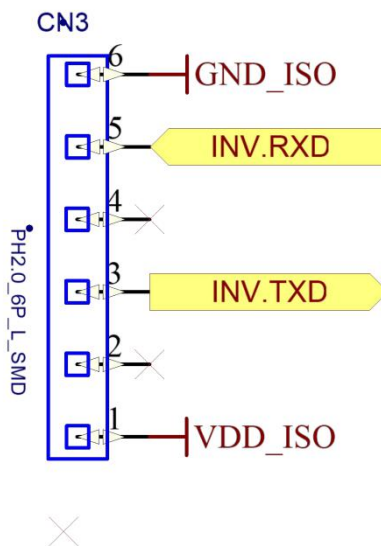 CN3
6
GND_ISO
5
INV.RXD
4
3
INV.TXD
2
1
VDD_ISO
PH2.0_6P_L_SMD